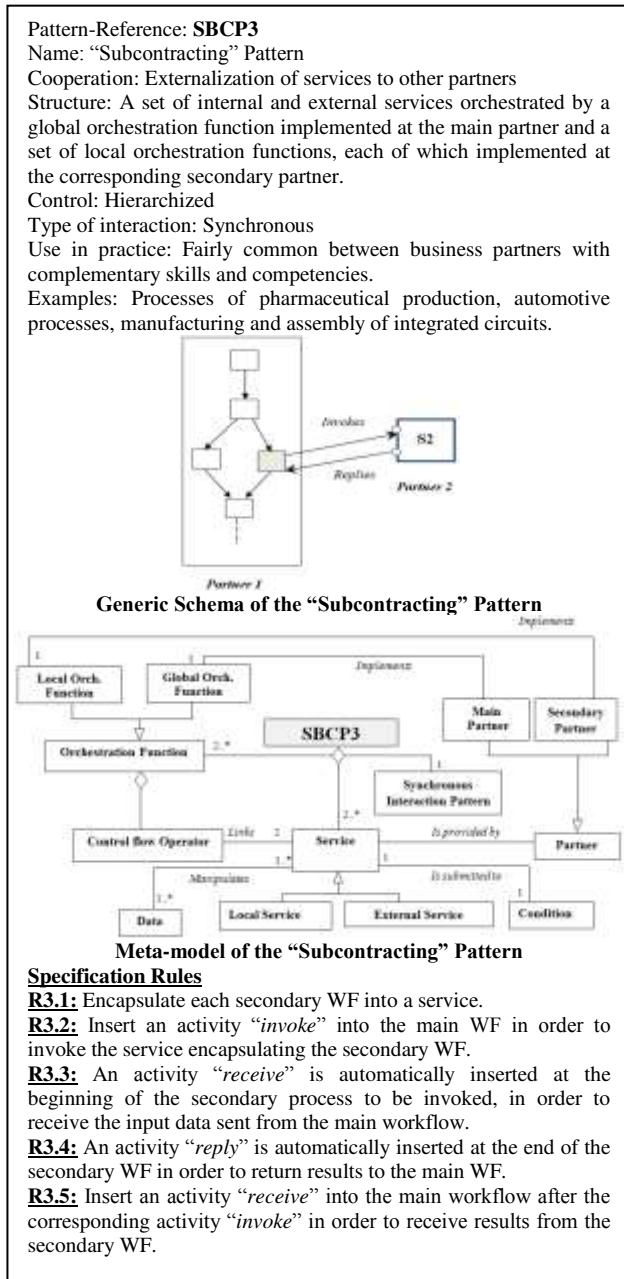 Pattern-Reference: SBCP3
Name: “Subcontracting” Pattern
Cooperation: Externalization of services to other partners
Structure: A set of internal and external services orchestrated by a
global orchestration function implemented at the main partner and a
set of local orchestration functions, each of which implemented at
the corresponding secondary partner.
Control: Hierarchized
Type of interaction: Synchronous
Use in practice: Fairly common between business partners with
complementary skills and competencies.
Examples: Processes of pharmaceutical production, automotive
processes, manufacturing and assembly of integrated circuits.
Invokes
S2
Replies
Partner 2
Partner 1
Generic Schema of the “Subcontracting” Pattern
Implements
1
1
Implements
Local Orch.
Function
Global Orch.
Function
Main
Partner
Secondary
Partner
SBCP3
Orchestration Function
2..*
1
Synchronous
Interaction Pattern
2..*
Control flow Operator
Links
Service
Is provided by
Partner
1..*
1
Manipulates
Is submitted to
1..*
1
Data
Local Service
External Service
Condition
Meta-model of the “Subcontracting” Pattern
Specification Rules
R3.1: Encapsulate each secondary WF into a service.
R3.2: Insert an activity “invoke” into the main WF in order to
invoke the service encapsulating the secondary WF.
R3.3: An activity “receive” is automatically inserted at the
beginning of the secondary process to be invoked, in order to
receive the input data sent from the main workflow.
R3.4: An activity “reply” is automatically inserted at the end of the
secondary WF in order to return results to the main WF.
R3.5: Insert an activity “receive” into the main workflow after the
corresponding activity “invoke” in order to receive results from the
secondary WF.